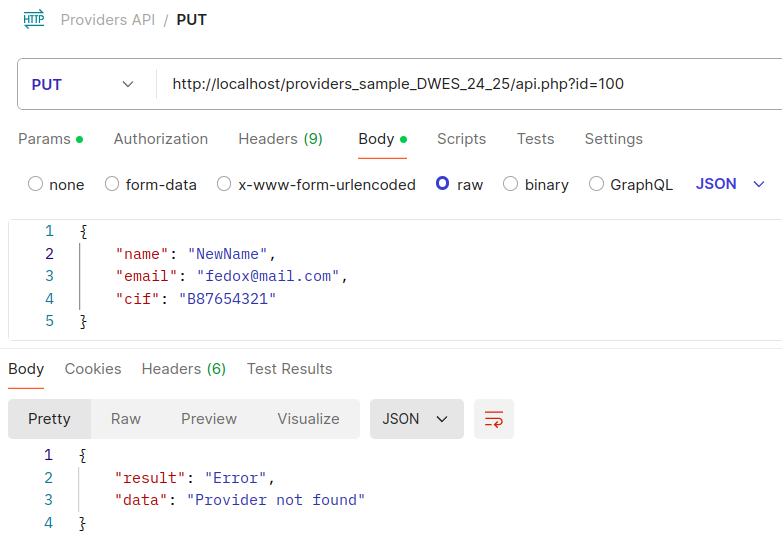 HTTP Providers API / PUT
PUT http://localhost/providers_sample_DWES_24_25/api.php?id=100
Params Authorization Headers (9) Body Scripts Tests Settings
none form-data x-www-form-urlencoded raw binary GraphQL JSON
1 {
2 "name": "NewName",
3 "email": "fedox@mail.com",
4 "cif": "B87654321"
5 }
Body Cookies Headers (6) Test Results
Pretty Raw Preview Visualize JSON
1 {
2 "result": "Error",
3 "data": "Provider not found"
4 }